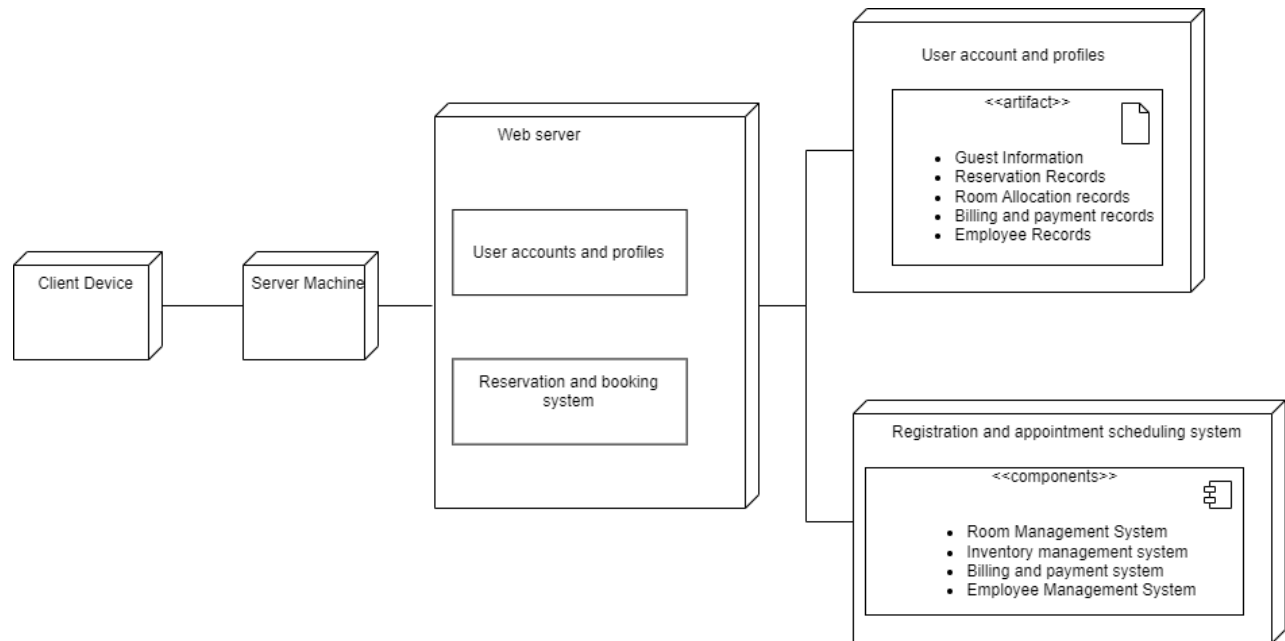 Client Device
Server Machine
Web server
User accounts and profiles
Reservation and booking
system
User account and profiles
<<artifact>>
• Guest Information
• Reservation Records
• Room Allocation records
• Billing and payment records
• Employee Records
Registration and appointment scheduling system
<<components>>
• Room Management System
• Inventory management system
• Billing and payment system
• Employee Management System